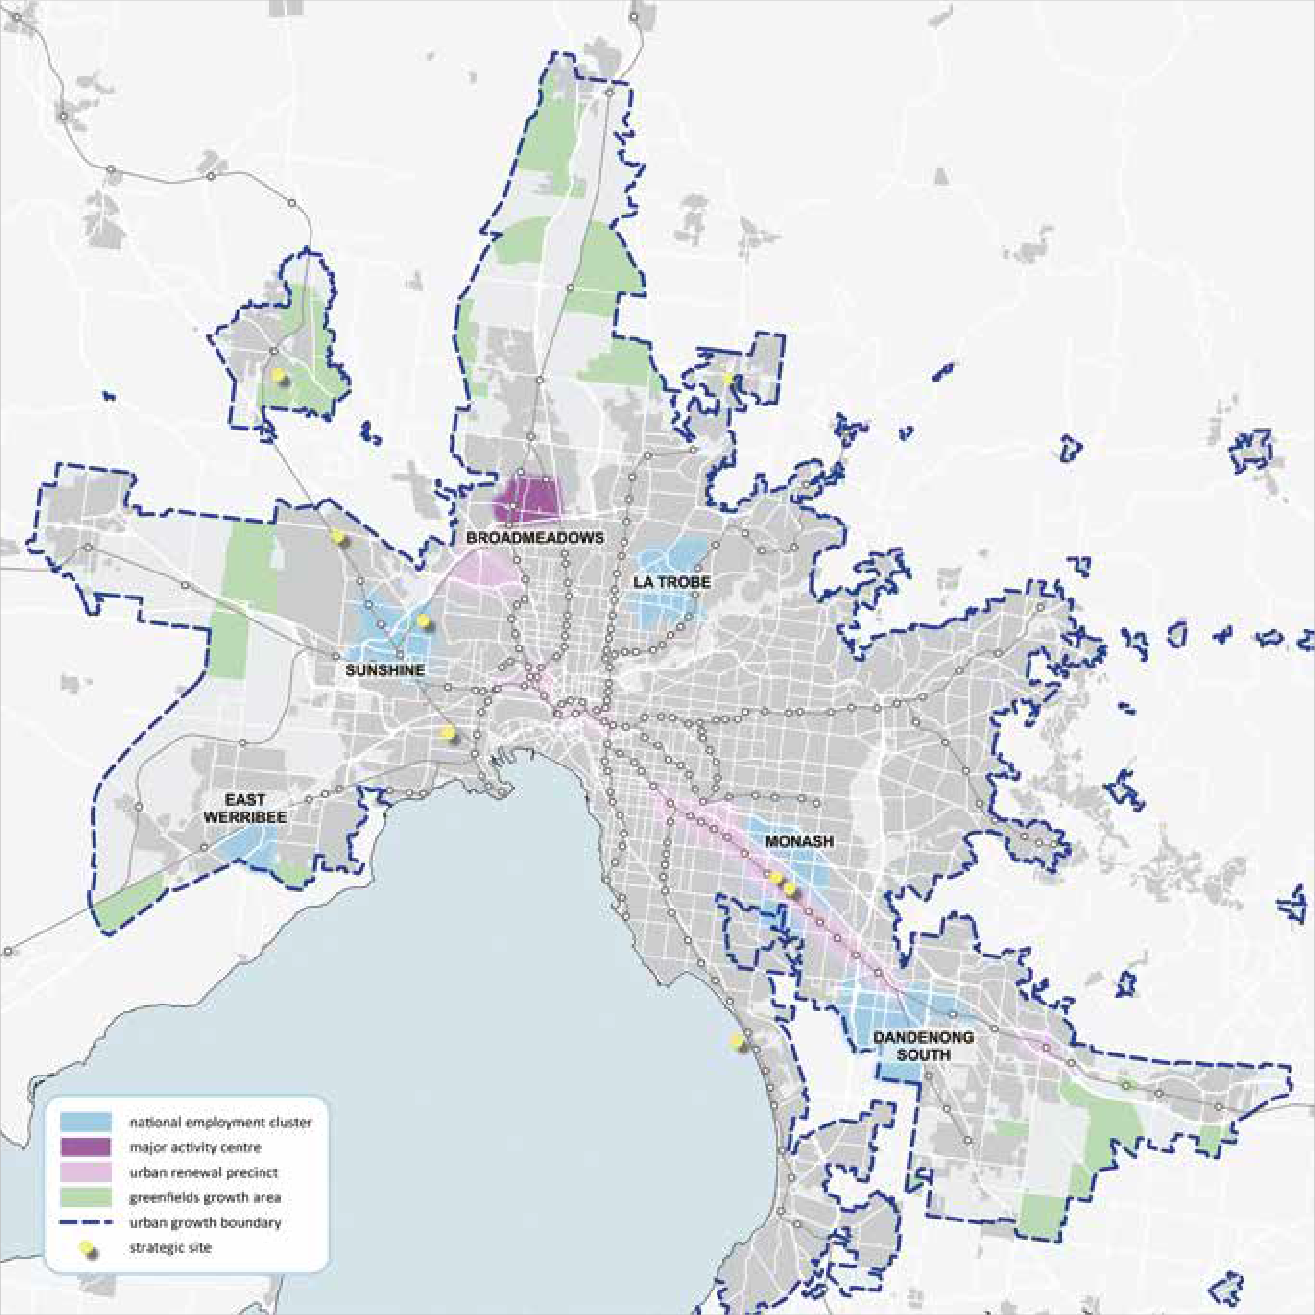 BROADMEADOWS
LA TROBE
SUNSHINE
EAST
WERRIBEE
MONASH
DANDENONG
SOUTH
national employment cluster
major activity centre
urban renewal precinct
greenfields growth area
urban growth boundary
strategic site